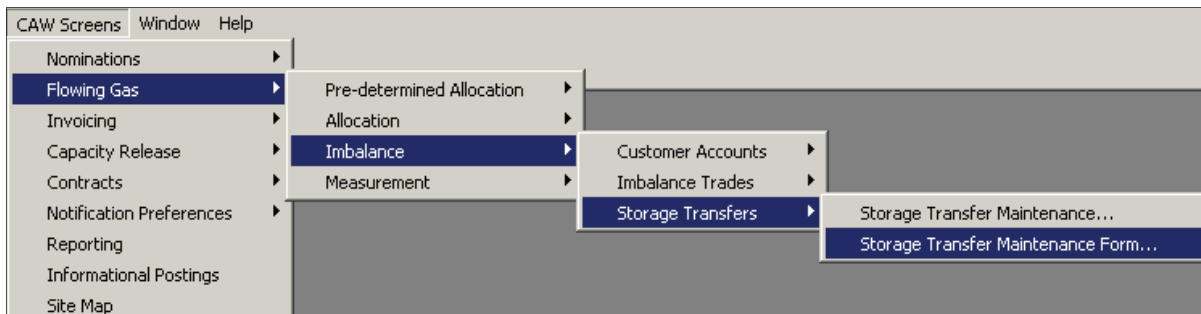 CAW Screens Window Help
Nominations
Flowing Gas
Invoicing
Capacity Release
Contracts
Notification Preferences
Reporting
Informational Postings
Site Map
Pre-determined Allocation
Allocation
Imbalance
Measurement
Customer Accounts
Imbalance Trades
Storage Transfers
Storage Transfer Maintenance...
Storage Transfer Maintenance Form...